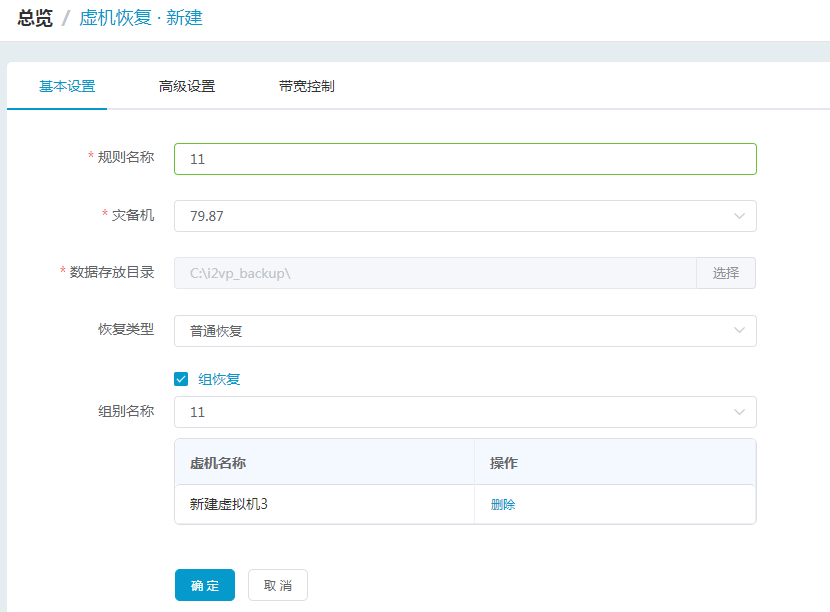 总览 / 虚机恢复 · 新建
基本设置 高级设置 带宽控制
* 规则名称 11
* 灾备机 79.87
* 数据存放目录 C:\i2vp_backup\ 选择
恢复类型 普通恢复
组恢复
组别名称 11
虚机名称 操作
新建虚拟机3 删除
确定 取消